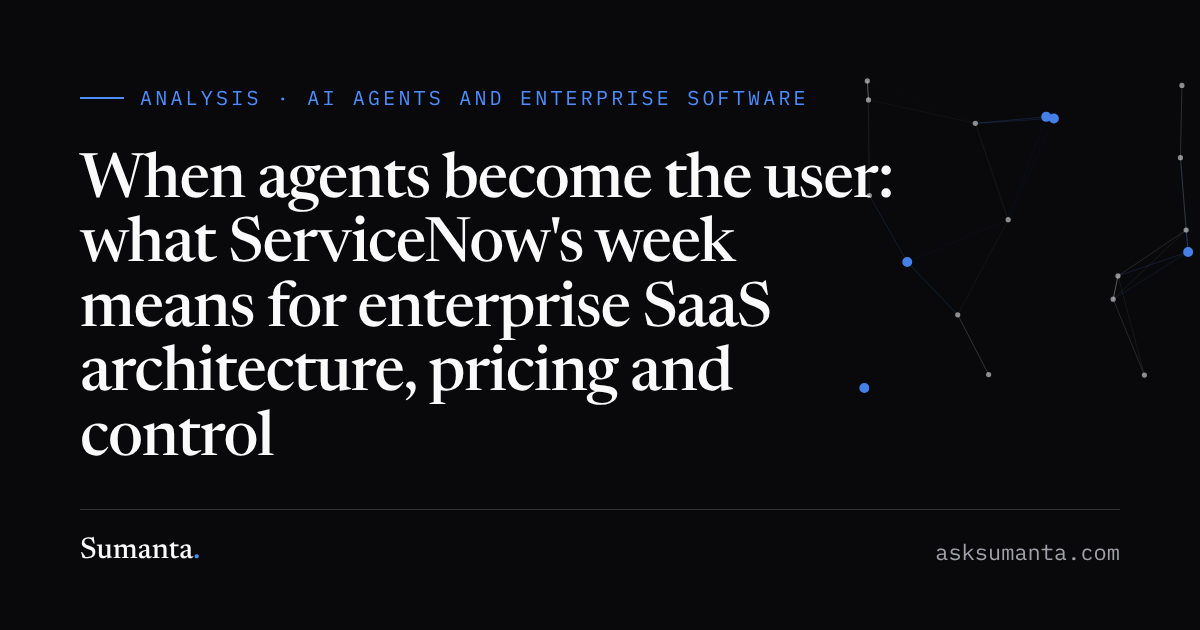 ANALYSIS · AI AGENTS AND ENTERPRISE SOFTWARE
When agents become the user:
what ServiceNow's week
means for enterprise SaaS
architecture, pricing and
control
Sumanta.
asksumanta.com